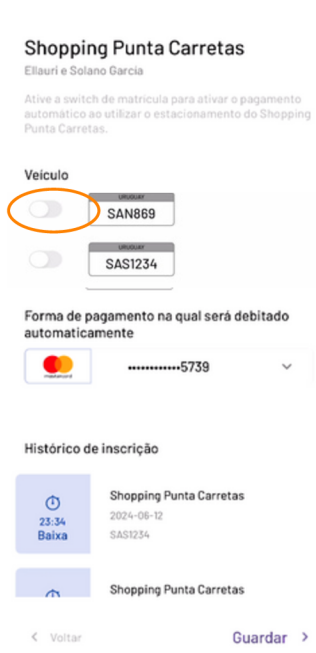 Shopping Punta Carretas
Ellauri e Solano Garcia
Ative a switch de matricula para ativar o pagamento
automático ao utilizar o estacionamento do Shopping
Punta Carretas.
Veículo
URUGUAY
SAN869
URUGUAY
SAS1234
Forma de pagamento na qual será debitado
automaticamente
mastercard
••••••••••••5739
Histórico de inscrição
23:34
Baixa
Shopping Punta Carretas
2024-06-12
SAS1234
Shopping Punta Carretas
Voltar
Guardar